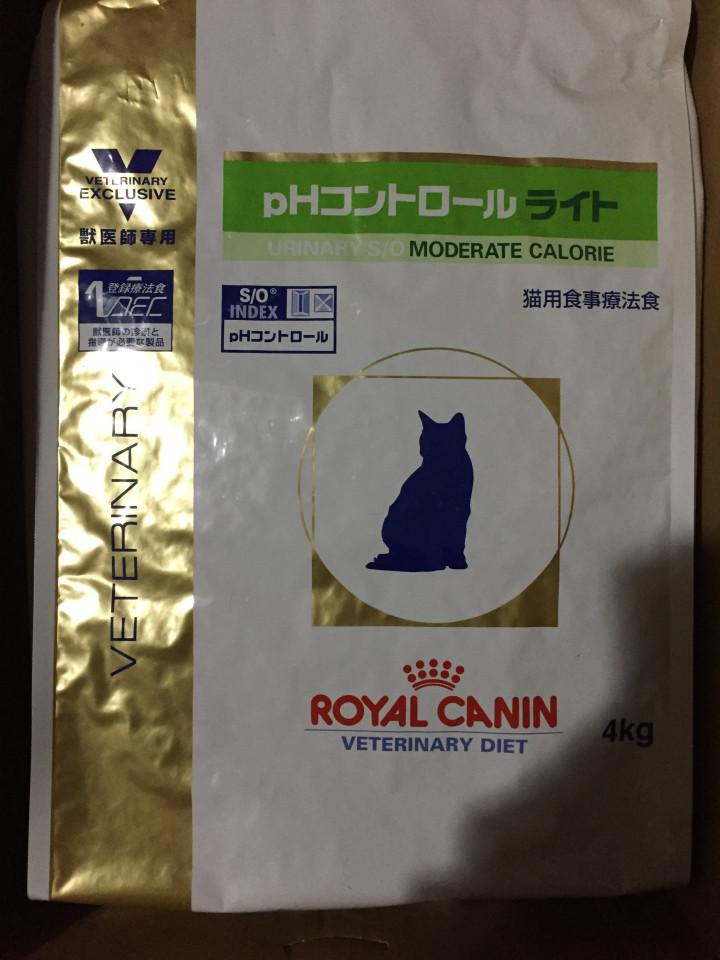 VETERINARY
EXCLUSIVE
獣医師専用
登録療法食
獣医師の診断と
指導が必要な製品
VETERINARY
pHコントロール ライト
URINARY S/O MODERATE CALORIE
猫用食事療法食
S/O®
INDEX
pHコントロール
ROYAL CANIN
VETERINARY DIET
4kg